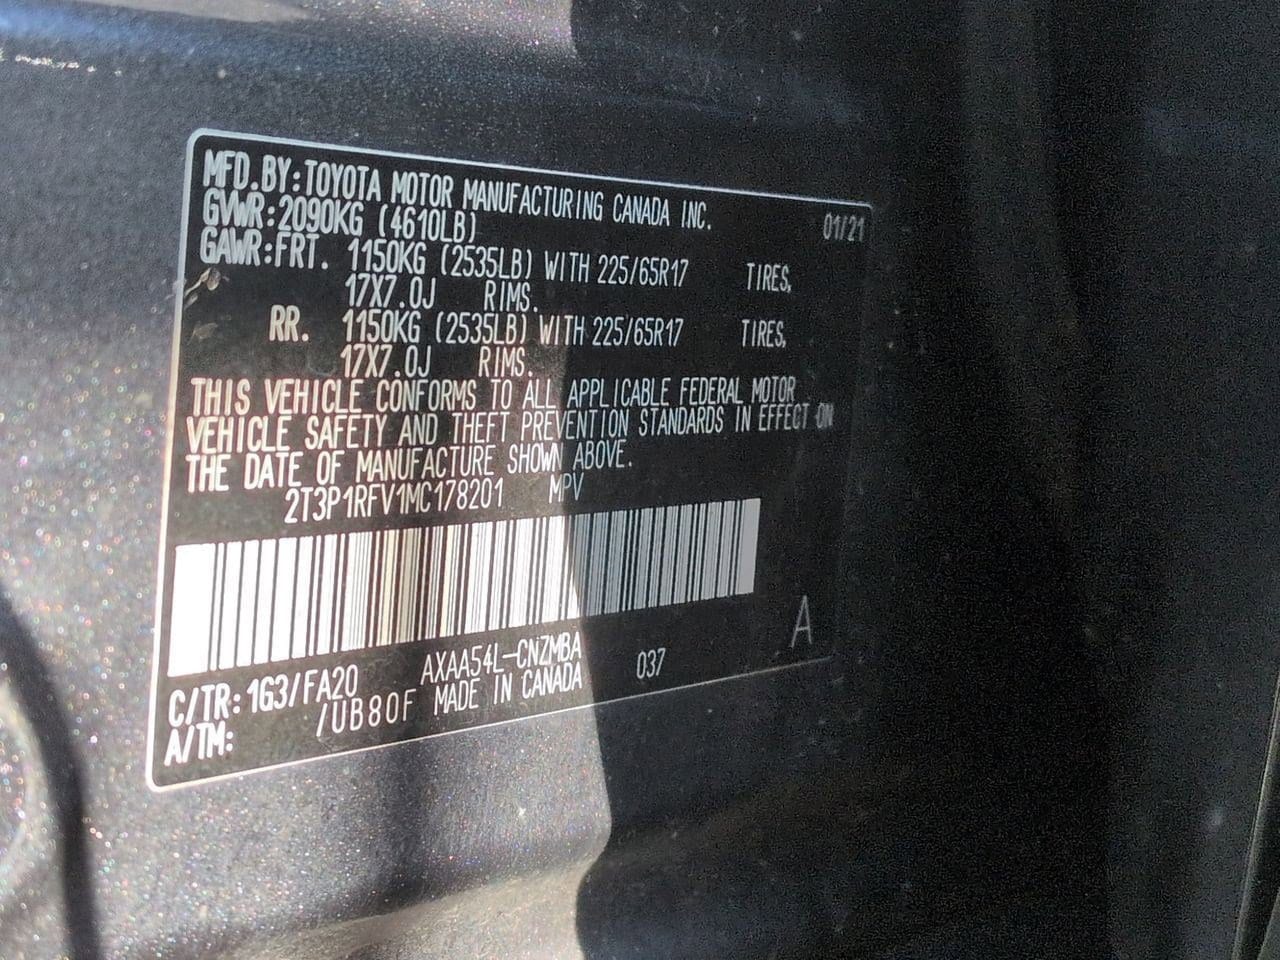 MFD.BY:TOYOTA MOTOR MANUFACTURING CANADA INC. 01/21
GVWR:2090KG (4610LB)
GAWR:FRT. 1150KG (2535LB) WITH 225/65R17 TIRES,
17X7.0J RIMS.
RR. 1150KG (2535LB) WITH 225/65R17 TIRES,
17X7.0J RIMS.
THIS VEHICLE CONFORMS TO ALL APPLICABLE FEDERAL MOTOR
VEHICLE SAFETY AND THEFT PREVENTION STANDARDS IN EFFECT ON
THE DATE OF MANUFACTURE SHOWN ABOVE.
2T3P1RFV1MC178201 MPV
A
C/TR:1G3/FA20 AXAA54L-CNZMBA 037
A/TM: /UB80F MADE IN CANADA